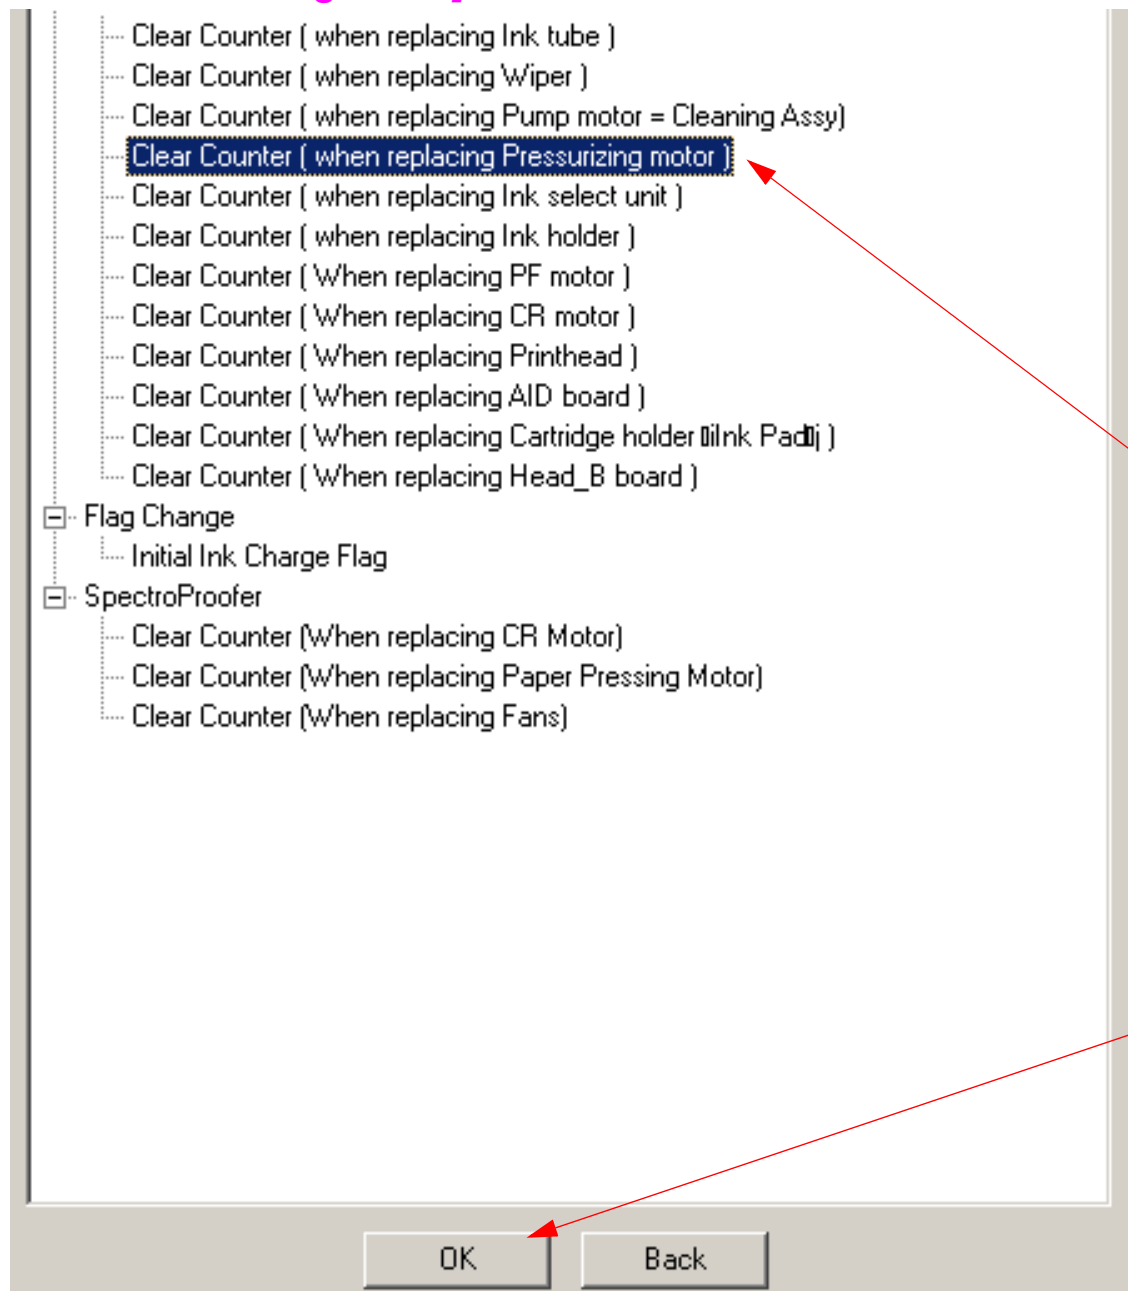 Clear Counter ( when replacing Ink tube )
Clear Counter ( when replacing Wiper )
Clear Counter ( when replacing Pump motor = Cleaning Assy)
Clear Counter ( when replacing Pressurizing motor )
Clear Counter ( when replacing Ink select unit )
Clear Counter ( when replacing Ink holder )
Clear Counter ( When replacing PF motor )
Clear Counter ( When replacing CR motor )
Clear Counter ( When replacing Printhead )
Clear Counter ( When replacing AID board )
Clear Counter ( When replacing Cartridge holder iInk Pad j )
Clear Counter ( When replacing Head_B board )
Flag Change
Initial Ink Charge Flag
SpectroProofer
Clear Counter (When replacing CR Motor)
Clear Counter (When replacing Paper Pressing Motor)
Clear Counter (When replacing Fans)
OK Back